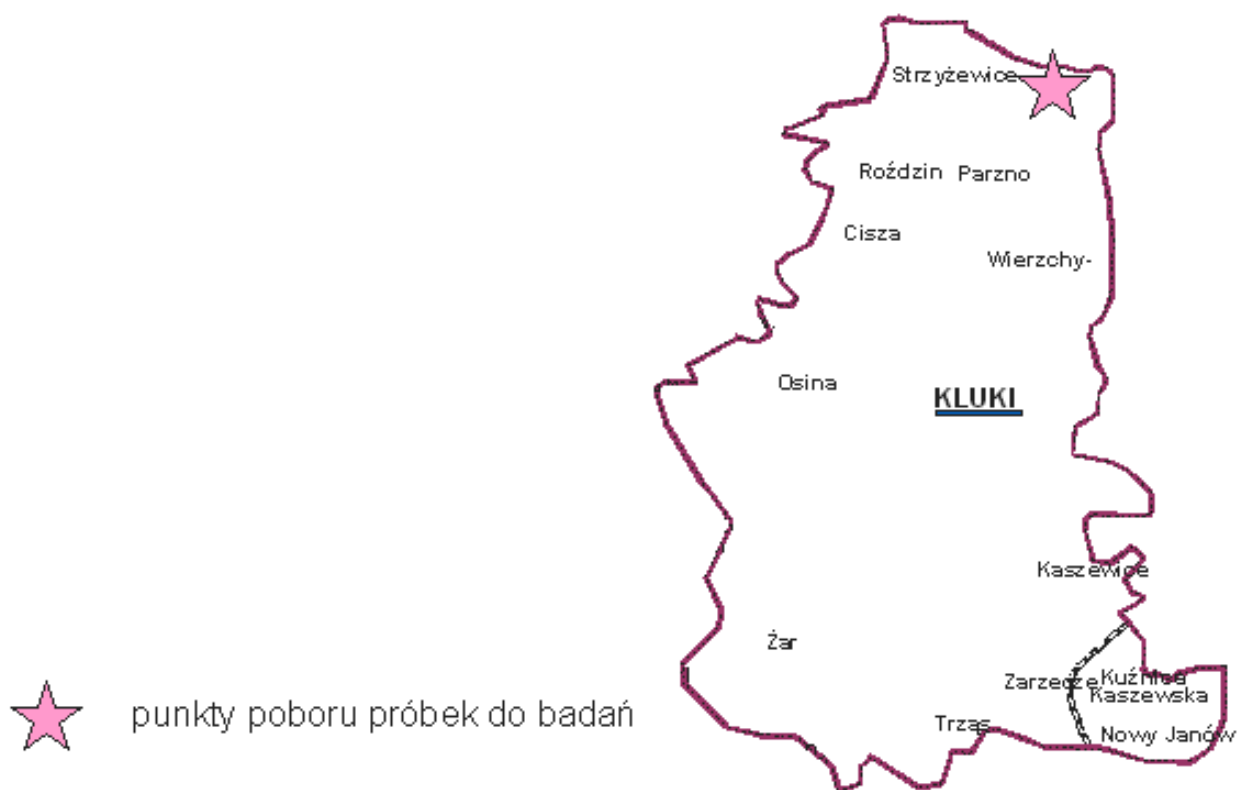 Strzyżewice
Roździn
Parzno
Cisza
Wierzchy-
Osina
KLUKI
Kaszewice
Żar
Zarzecze
Kuźnica
Kaszewska
Trząs
Nowy Janów
punkty poboru próbek do badań